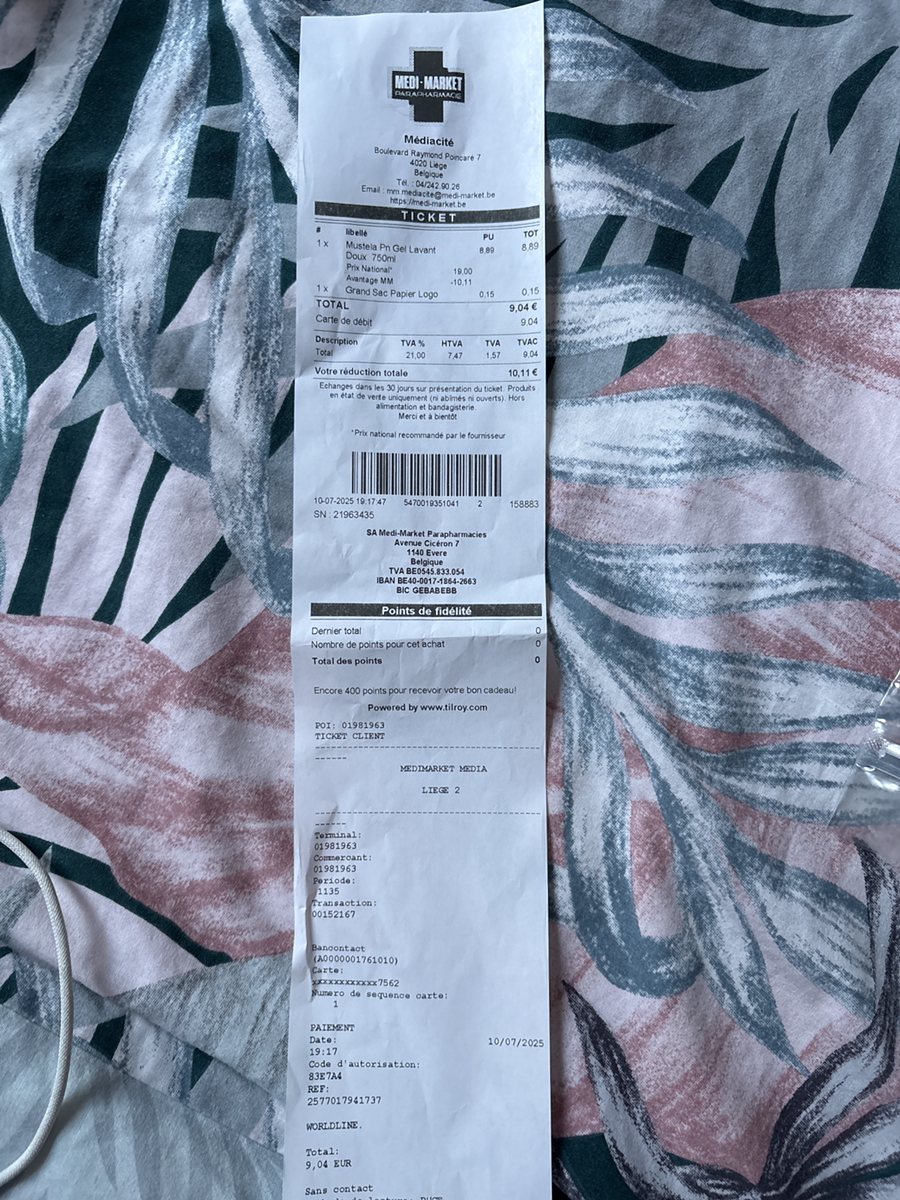 MEDI-MARKET
PARAPHARMACIE
Médiacité
Boulevard Raymond Poincaré 7
4020 Liège
Belgique
Tél. : 04/242.90.26
Email : mm.mediacite@medi-market.be
https://medi-market.be
TICKET
# libellé PU TOT
1 x Mustela Pn Gel Lavant 8,89 8,89
Doux 750ml
Prix National* 19,00
Avantage MM -10,11
1 x Grand Sac Papier Logo 0,15 0,15
TOTAL 9,04 €
Carte de débit 9,04
Description TVA % HTVA TVA TVAC
Total 21,00 7,47 1,57 9,04
Votre réduction totale 10,11 €
Echanges dans les 30 jours sur présentation du ticket. Produits
en état de vente uniquement (ni abîmés ni ouverts). Hors
alimentation et bandagisterie.
Merci et à bientôt
*Prix national recommandé par le fournisseur
10-07-2025 19:17:47 5470019351041 2 158883
SN : 21963435
SA Medi-Market Parapharmacies
Avenue Cicéron 7
1140 Evere
Belgique
TVA BE0545.833.054
IBAN BE40-0017-1864-2663
BIC GEBABEBB
Points de fidélité
Dernier total 0
Nombre de points pour cet achat 0
Total des points 0
Encore 400 points pour recevoir votre bon cadeau!
Powered by www.tilroy.com
POI: 01981963
TICKET CLIENT
MEDIMARKET MEDIA
LIEGE 2
Terminal:
01981963
Commercant:
01981963
Periode:
1135
Transaction:
00152167
Bancontact
(A0000001761010)
Carte:
xxxxxxxxxxxx7562
Numero de sequence carte:
1
PAIEMENT
Date: 10/07/2025
19:17
Code d'autorisation:
83E7A4
REF:
2577017941737
WORLDLINE.
Total:
9,04 EUR
Sans contact